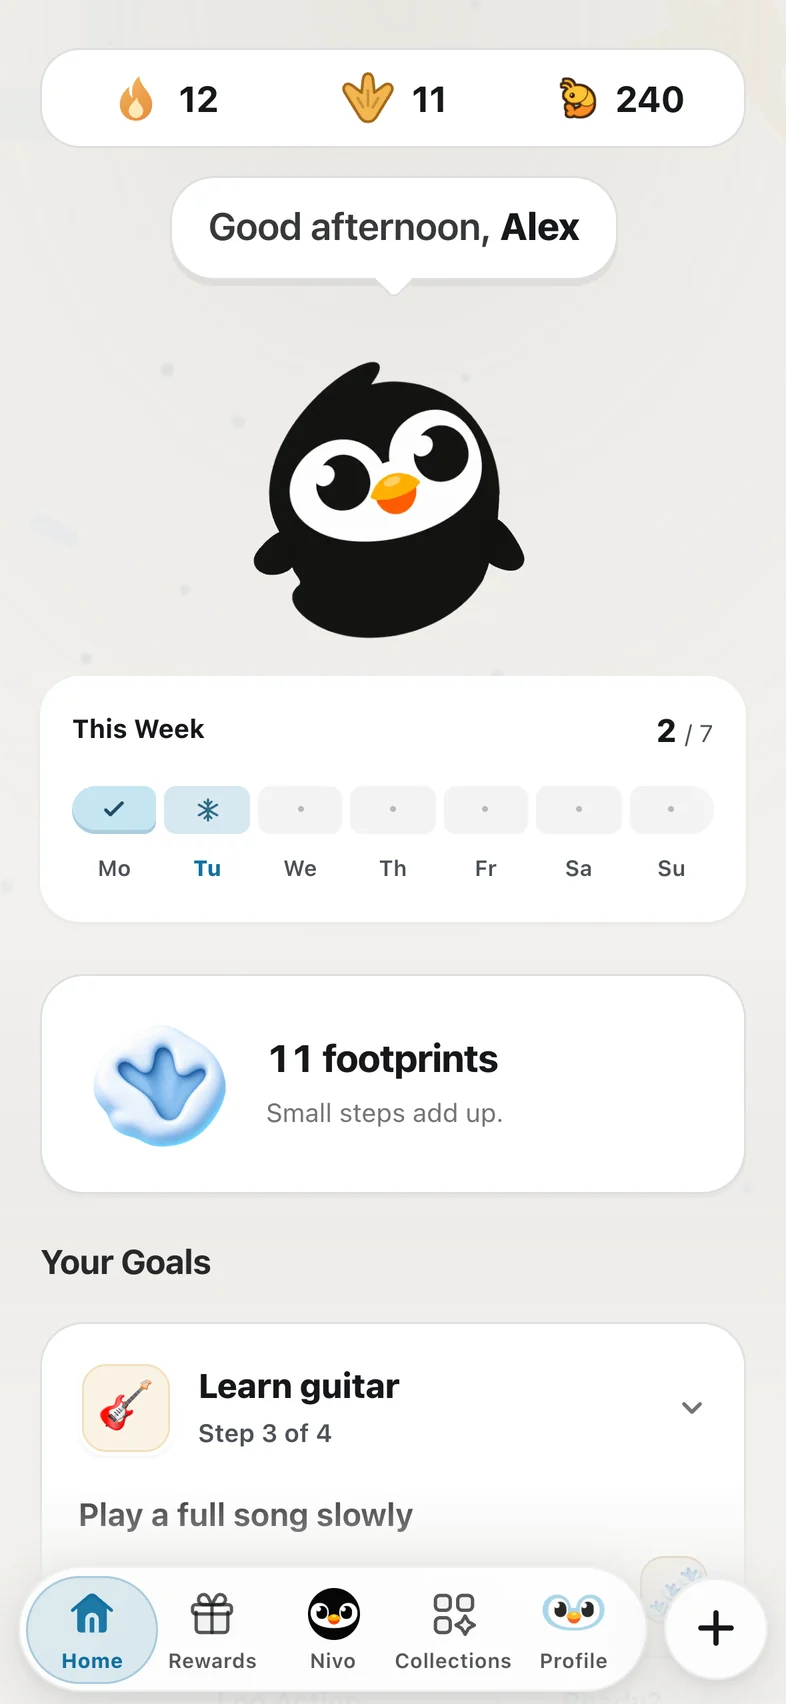 12 11 240
Good afternoon, Alex
This Week 2 / 7
Mo Tu We Th Fr Sa Su
11 footprints
Small steps add up.
Your Goals
Learn guitar
Step 3 of 4
Play a full song slowly
Home Rewards Nivo Collections Profile